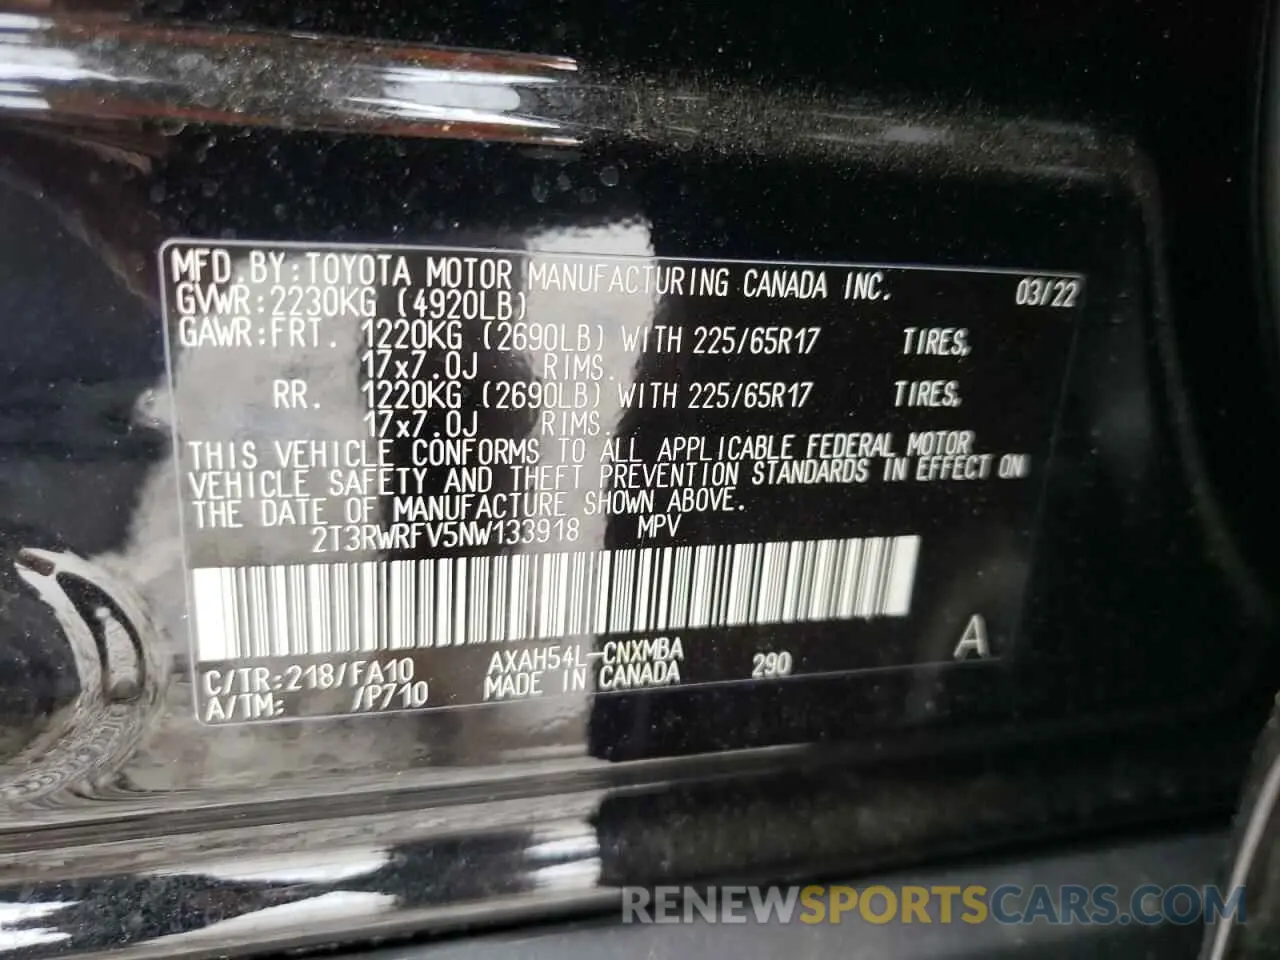 MFD.BY:TOYOTA MOTOR MANUFACTURING CANADA INC. 03/22
GVWR:2230KG (4920LB)
GAWR:FRT. 1220KG (2690LB) WITH 225/65R17 TIRES,
17x7.0J RIMS.
RR. 1220KG (2690LB) WITH 225/65R17 TIRES,
17x7.0J RIMS.
THIS VEHICLE CONFORMS TO ALL APPLICABLE FEDERAL MOTOR
VEHICLE SAFETY AND THEFT PREVENTION STANDARDS IN EFFECT ON
THE DATE OF MANUFACTURE SHOWN ABOVE.
2T3RWRFV5NW133918 MPV
C/TR:218/FA10 AXAH54L-CNXMBA 290 A
A/TM: /P710 MADE IN CANADA
RENEWSPORTSCARS.COM